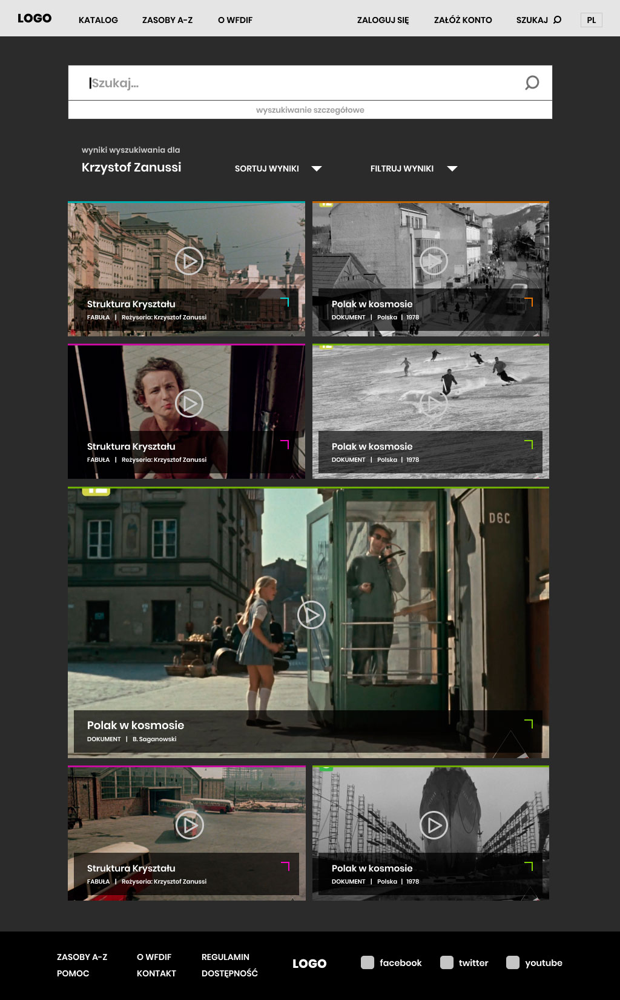 LOGO KATALOG ZASOBY A-Z O WFDIF ZALOGUJ SIĘ ZAŁÓŻ KONTO SZUKAJ PL
Szukaj...
wyszukiwanie szczegółowe
wyniki wyszukiwania dla
Krzystof Zanussi SORTUJ WYNIKI FILTRUJ WYNIKI
Struktura Kryształu
FABUŁA | Reżyseria: Krzysztof Zanussi
Polak w kosmosie
DOKUMENT | Polska | 1978
Struktura Kryształu
FABUŁA | Reżyseria: Krzysztof Zanussi
Polak w kosmosie
DOKUMENT | Polska | 1978
D6C
Polak w kosmosie
DOKUMENT | B. Saganowski
Struktura Kryształu
FABUŁA | Reżyseria: Krzysztof Zanussi
Polak w kosmosie
DOKUMENT | Polska | 1978
ZASOBY A-Z O WFDIF REGULAMIN
POMOC KONTAKT DOSTĘPNOŚĆ
LOGO facebook twitter youtube